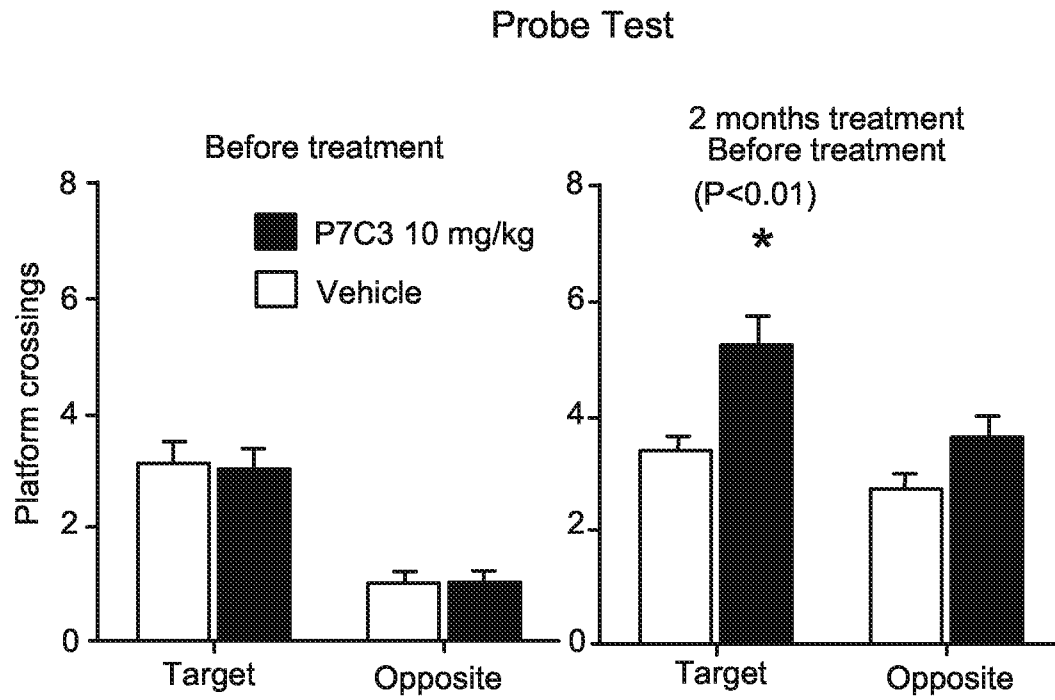 Probe Test
Before treatment
8
6
4
2
0
Platform crossings
P7C3 10 mg/kg
Vehicle
Target
Opposite
2 months treatment
Before treatment
(P<0.01)
*
8
6
4
2
0
Target
Opposite